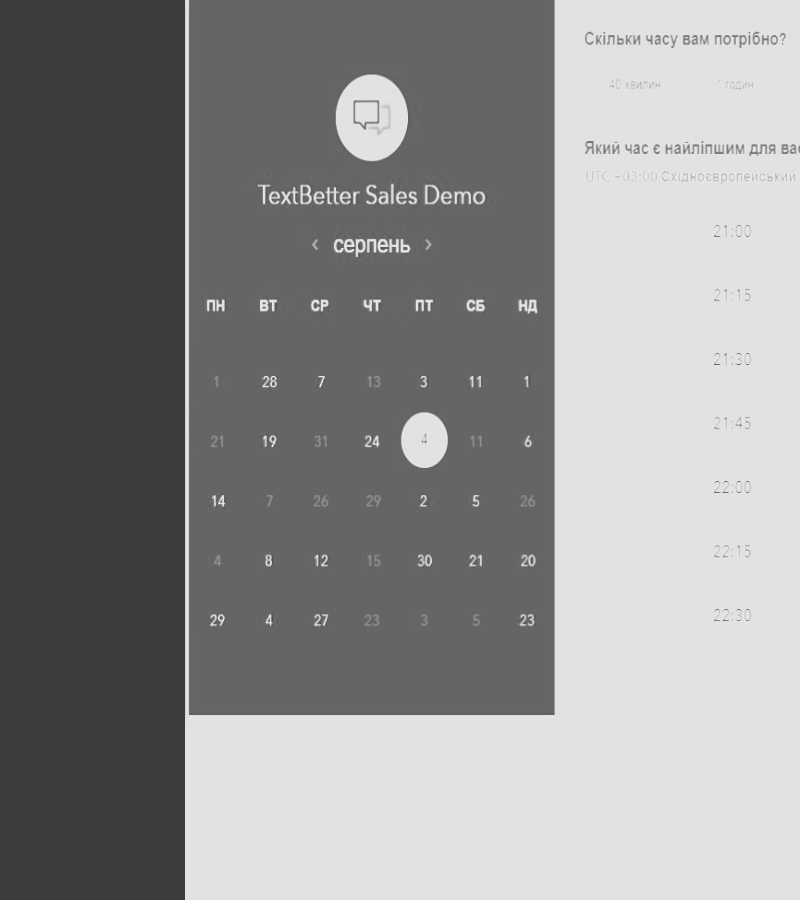 TextBetter Sales Demo
‹ серпень ›
ПН ВТ СР ЧТ ПТ СБ НД
1 28 7 13 3 11 1
21 19 31 24 4 11 6
14 7 26 29 2 5 26
4 8 12 15 30 21 20
29 4 27 23 3 5 23
Скільки часу вам потрібно?
40 хвилин 1 годин
Який час є найліпшим для
UTC +03:00 Східноєвропейський
21:00
21:15
21:30
21:45
22:00
22:15
22:30